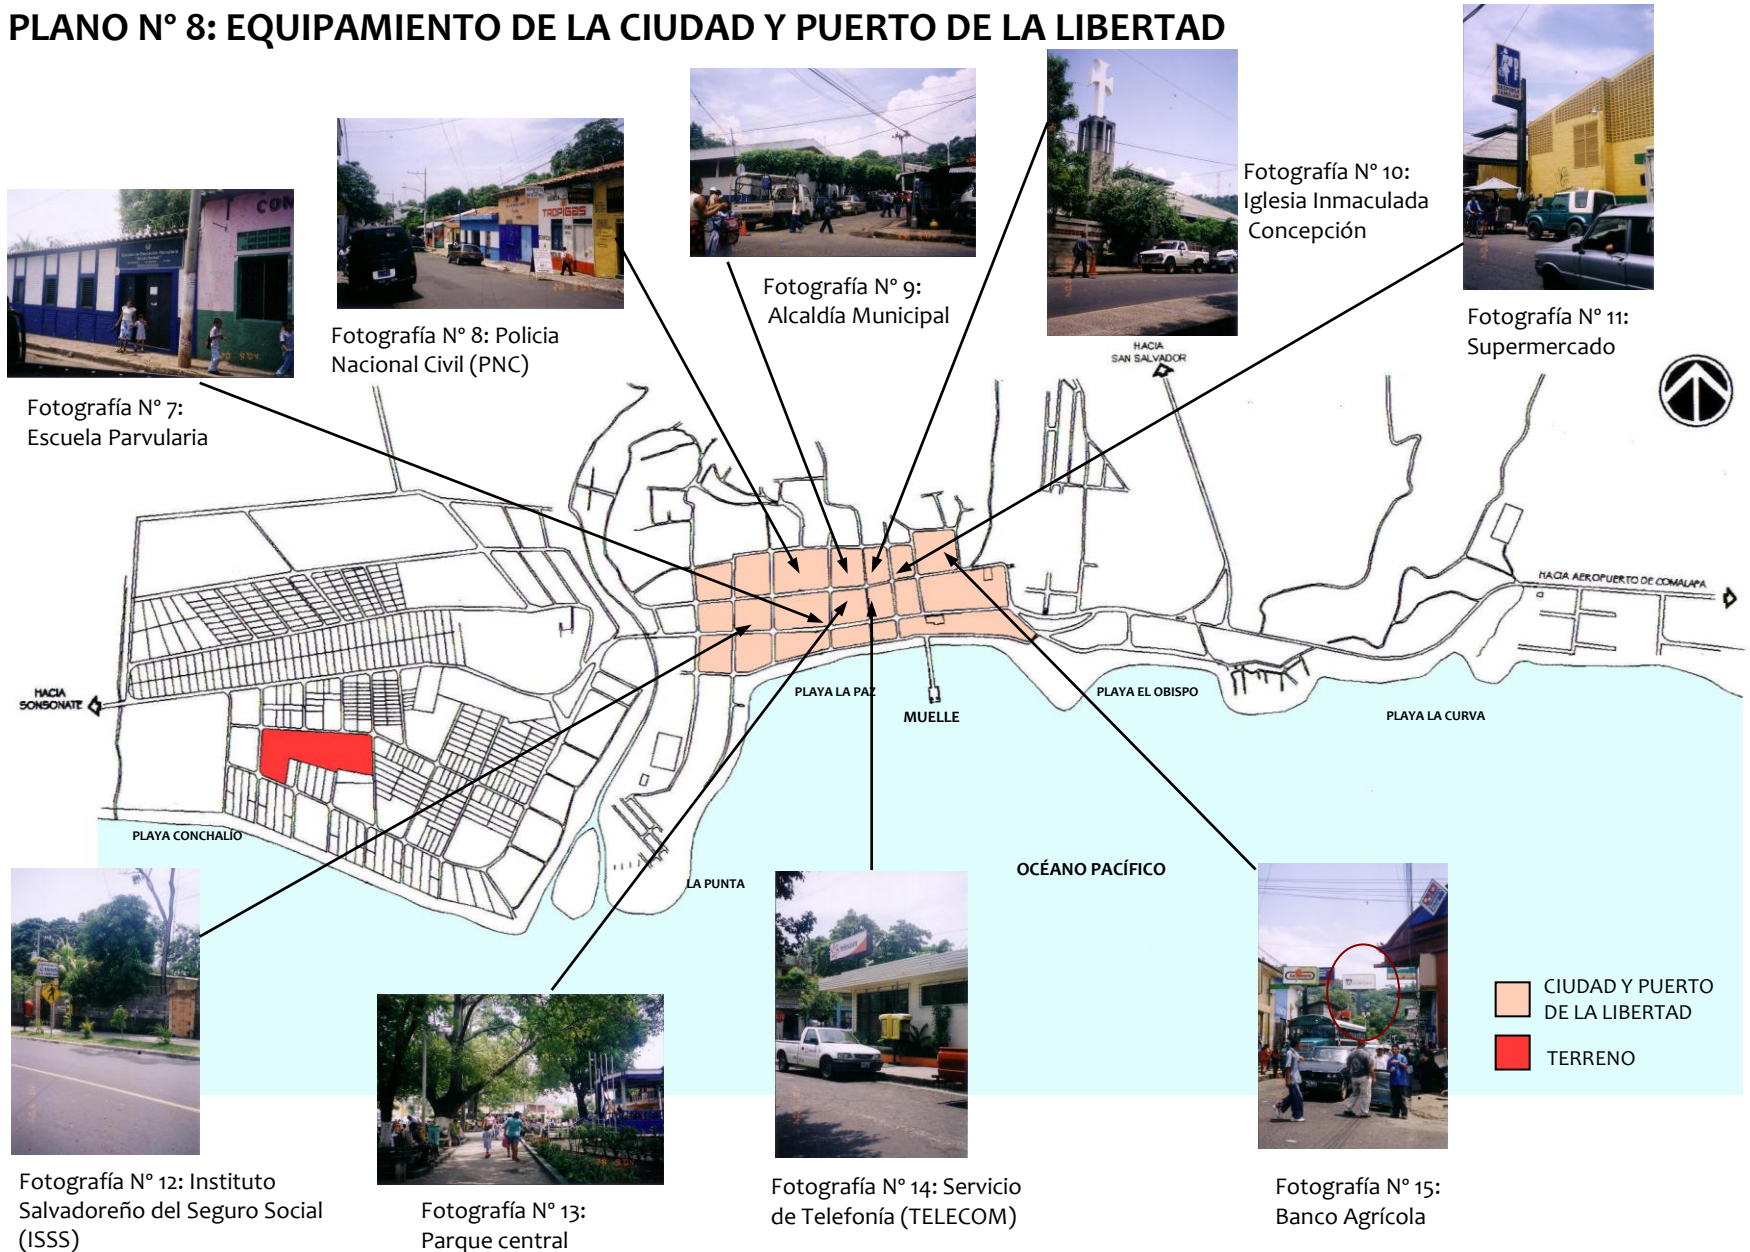 PLANO N° 8: EQUIPAMIENTO DE LA CIUDAD Y PUERTO DE LA LIBERTAD
TROPIGAS
Fotografía N° 7:
Escuela Parvularia
Fotografía N° 8: Policia
Nacional Civil (PNC)
Fotografía N° 9:
Alcaldía Municipal
Fotografía N° 10:
Iglesia Inmaculada
Concepción
Fotografía N° 11:
Supermercado
HACIA
SAN SALVADOR
HACIA AEROPUERTO DE COMALAPA
HACIA
SONSONATE
PLAYA LA PAZ
MUELLE
PLAYA EL OBISPO
PLAYA LA CURVA
PLAYA CONCHALÍO
LA PUNTA
OCÉANO PACÍFICO
CIUDAD Y PUERTO
DE LA LIBERTAD
TERRENO
Fotografía N° 12: Instituto
Salvadoreño del Seguro Social
(ISSS)
Fotografía N° 13:
Parque central
Fotografía N° 14: Servicio
de Telefonía (TELECOM)
Fotografía N° 15:
Banco Agrícola